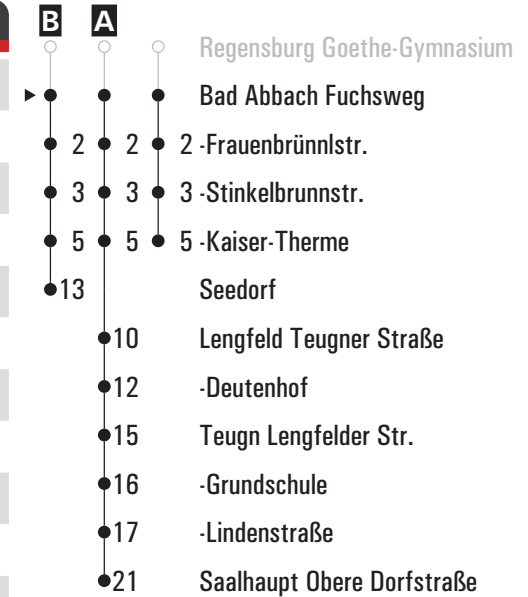 B A
Regensburg Goethe-Gymnasium
Bad Abbach Fuchsweg
2 2 2 -Frauenbrünnlstr.
3 3 3 -Stinkelbrunnstr.
5 5 5 -Kaiser-Therme
13 Seedorf
10 Lengfeld Teugner Straße
12 -Deutenhof
15 Teugn Lengfelder Str.
16 -Grundschule
17 -Lindenstraße
21 Saalhaupt Obere Dorfstraße